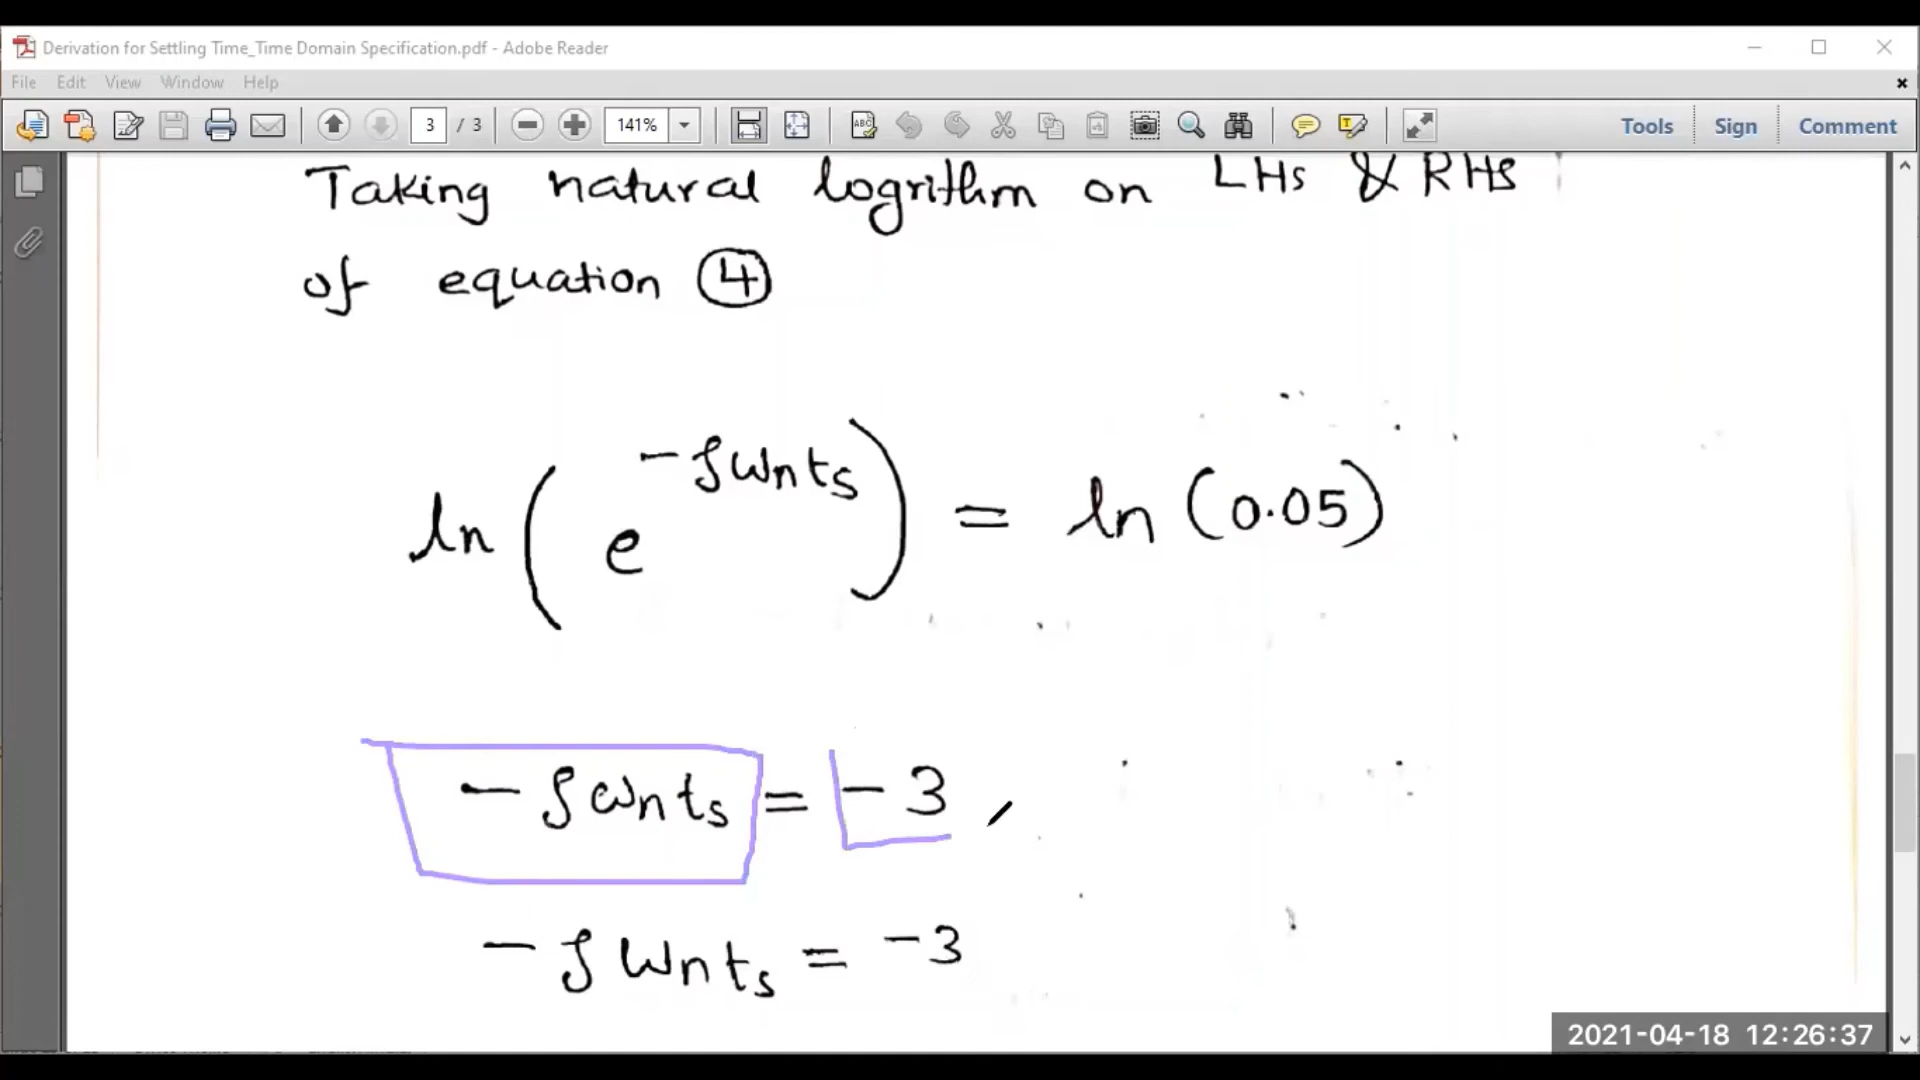 Derivation for Settling Time_Time Domain Specification.pdf - Adobe Reader
File Edit View Window Help
3 / 3 141% Tools Sign Comment
Taking natural logrithm on LHS & RHS
of equation ④
ln(e^{-ζωnts}) = ln(0.05)
-ζωnts = -3
-ζωnts = -3
2021-04-18 12:26:37